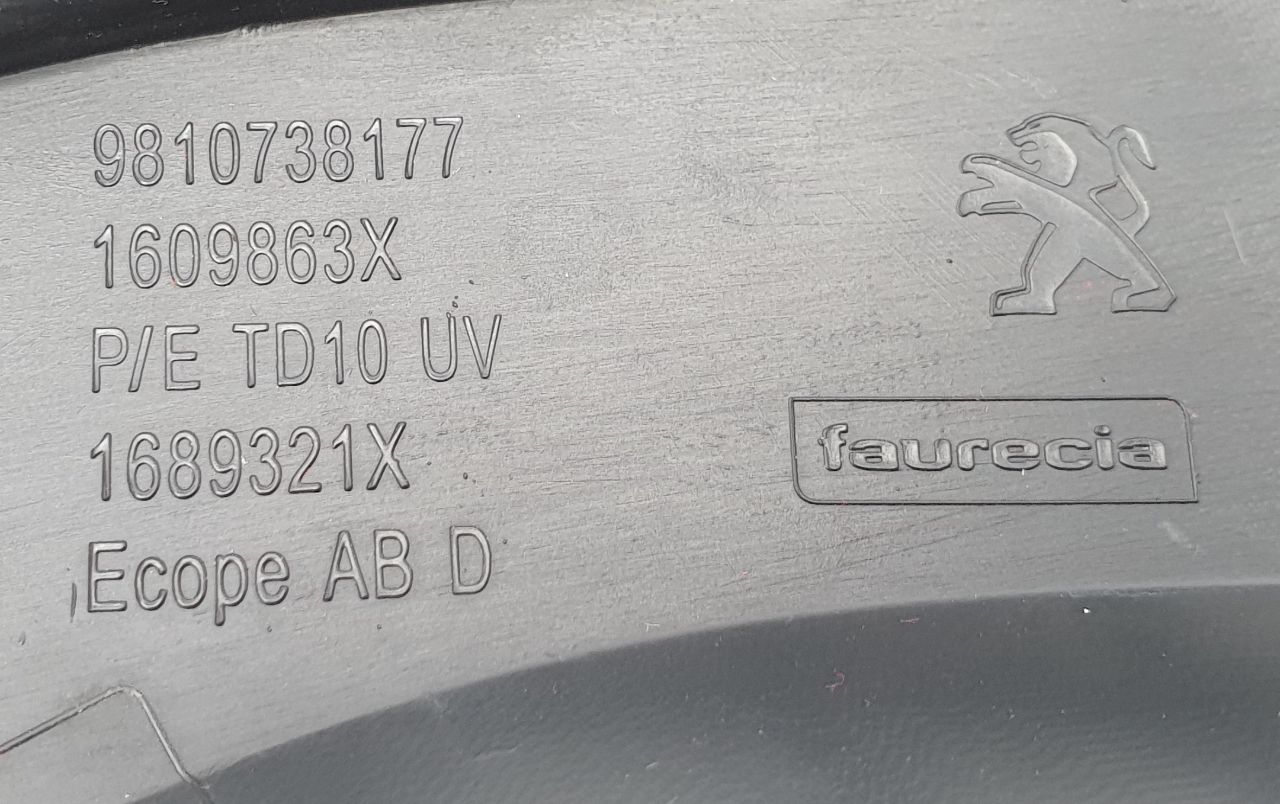 9810738177
1609863X
P/E TD10 UV
1689321X
Ecope AB D
faurecia